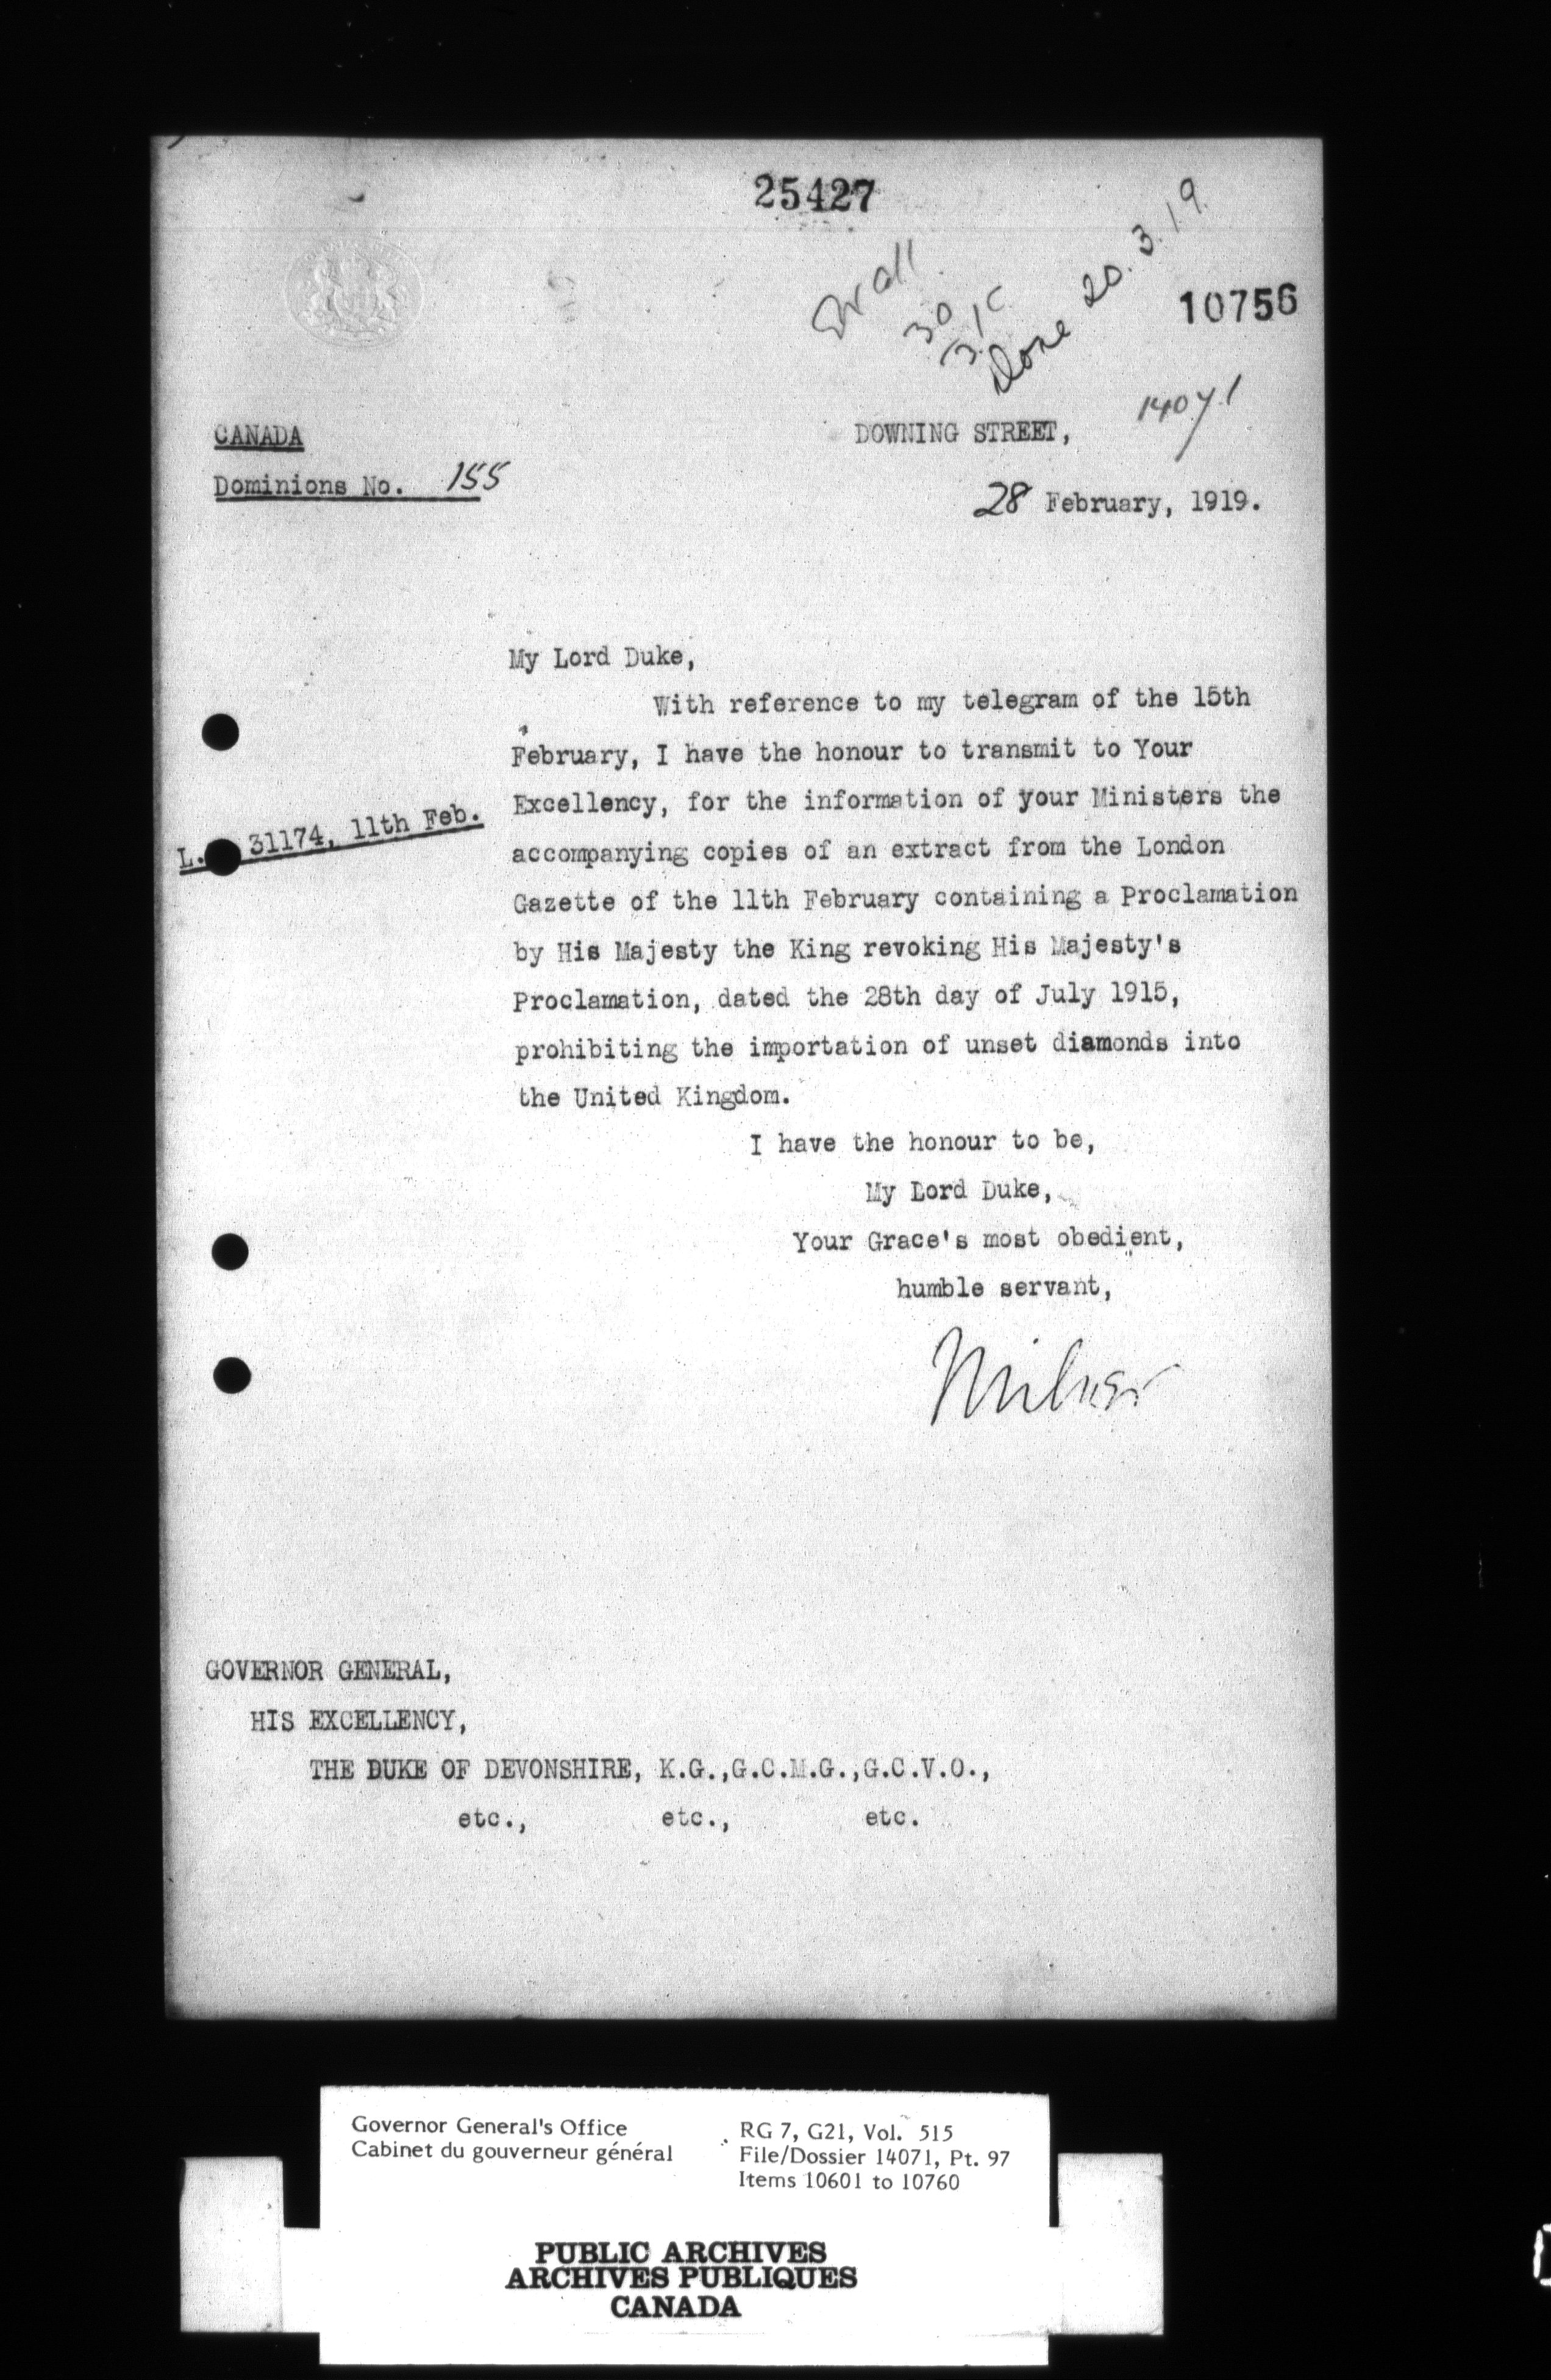 25427
Done 20.3.19.
10756
14071
CANADA
DOWNING STREET,
Dominions No. 155
28 February, 1919.
My Lord Duke,
With reference to my telegram of the 15th
February, I have the honour to transmit to Your
Excellency, for the information of your Ministers the
L. 31174, 11th Feb.
accompanying copies of an extract from the London
Gazette of the 11th February containing a Proclamation
by His Majesty the King revoking His Majesty's
Proclamation, dated the 28th day of July 1915,
prohibiting the importation of unset diamonds into
the United Kingdom.
I have the honour to be,
My Lord Duke,
Your Grace's most obedient,
humble servant,
Milner
GOVERNOR GENERAL,
HIS EXCELLENCY,
THE DUKE OF DEVONSHIRE, K.G.,G.C.M.G.,G.C.V.O.,
etc., etc., etc.
Governor General's Office
Cabinet du gouverneur général
RG 7, G21, Vol. 515
File/Dossier 14071, Pt. 97
Items 10601 to 10760
PUBLIC ARCHIVES
ARCHIVES PUBLIQUES
CANADA